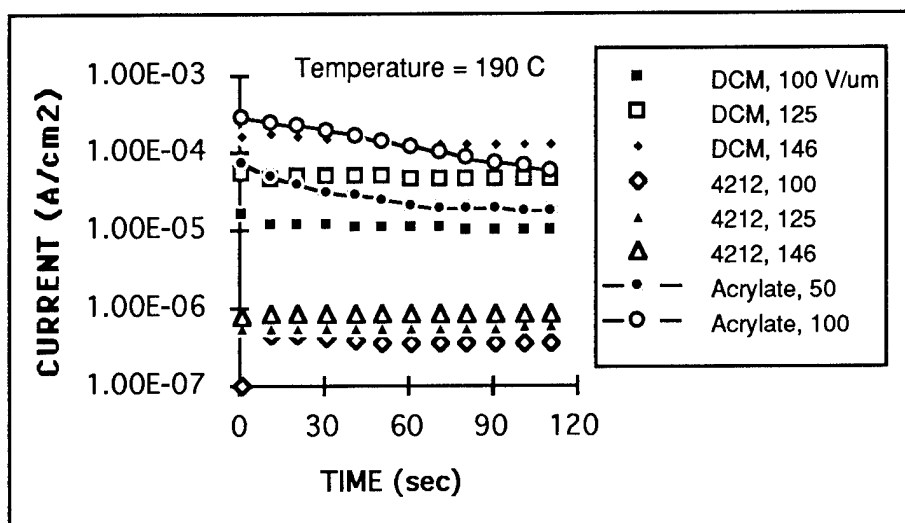 Temperature = 190 C
CURRENT (A/cm2)
1.00E-03
1.00E-04
1.00E-05
1.00E-06
1.00E-07
0 30 60 90 120
TIME (sec)
DCM, 100 V/um
DCM, 125
DCM, 146
4212, 100
4212, 125
4212, 146
Acrylate, 50
Acrylate, 100